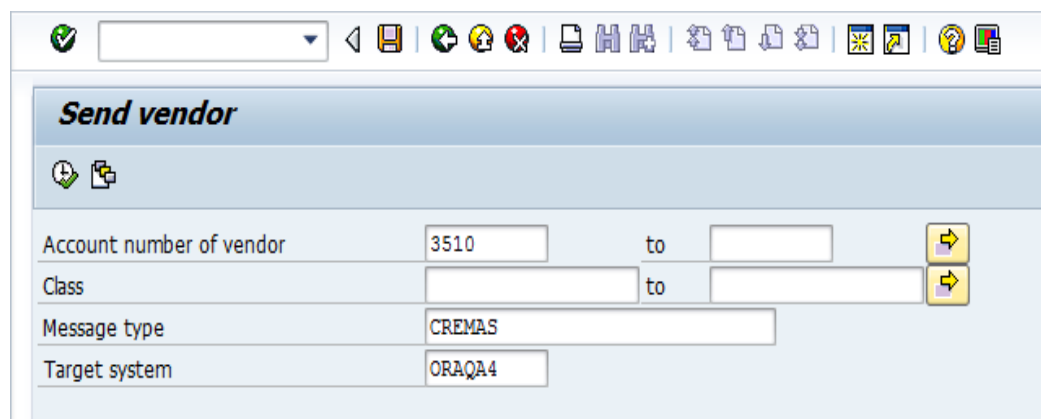 Send vendor
Account number of vendor 3510 to
Class to
Message type CREMAS
Target system ORAQA4